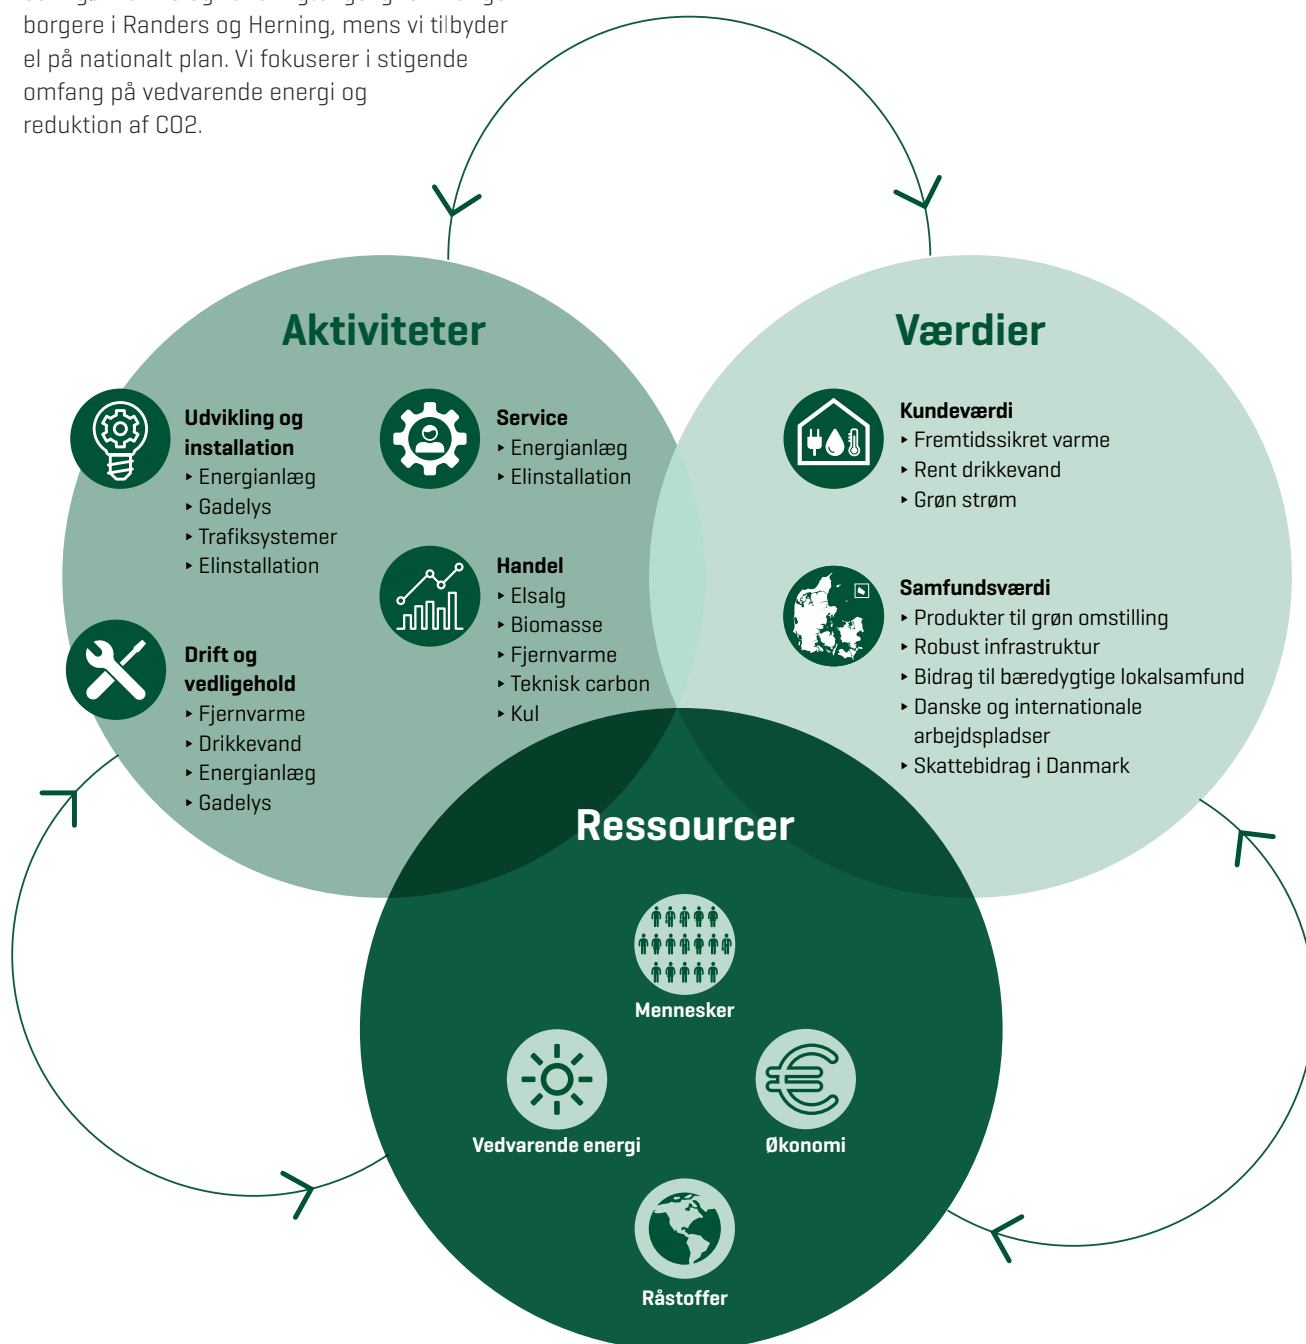 borgere i Randers og Herning, mens vi tilbyder
el på nationalt plan. Vi fokuserer i stigende
omfang på vedvarende energi og
reduktion af CO2.
Aktiviteter
Udvikling og
installation
‣ Energianlæg
‣ Gadelys
‣ Trafiksystemer
‣ Elinstallation
Drift og
vedligehold
‣ Fjernvarme
‣ Drikkevand
‣ Energianlæg
‣ Gadelys
Service
‣ Energianlæg
‣ Elinstallation
Handel
‣ Elsalg
‣ Biomasse
‣ Fjernvarme
‣ Teknisk carbon
‣ Kul
Værdier
Kundeværdi
‣ Fremtidssikret varme
‣ Rent drikkevand
‣ Grøn strøm
Samfundsværdi
‣ Produkter til grøn omstilling
‣ Robust infrastruktur
‣ Bidrag til bæredygtige lokalsamfund
‣ Danske og internationale
arbejdspladser
‣ Skattebidrag i Danmark
Ressourcer
Mennesker
Vedvarende energi
Økonomi
Råstoffer